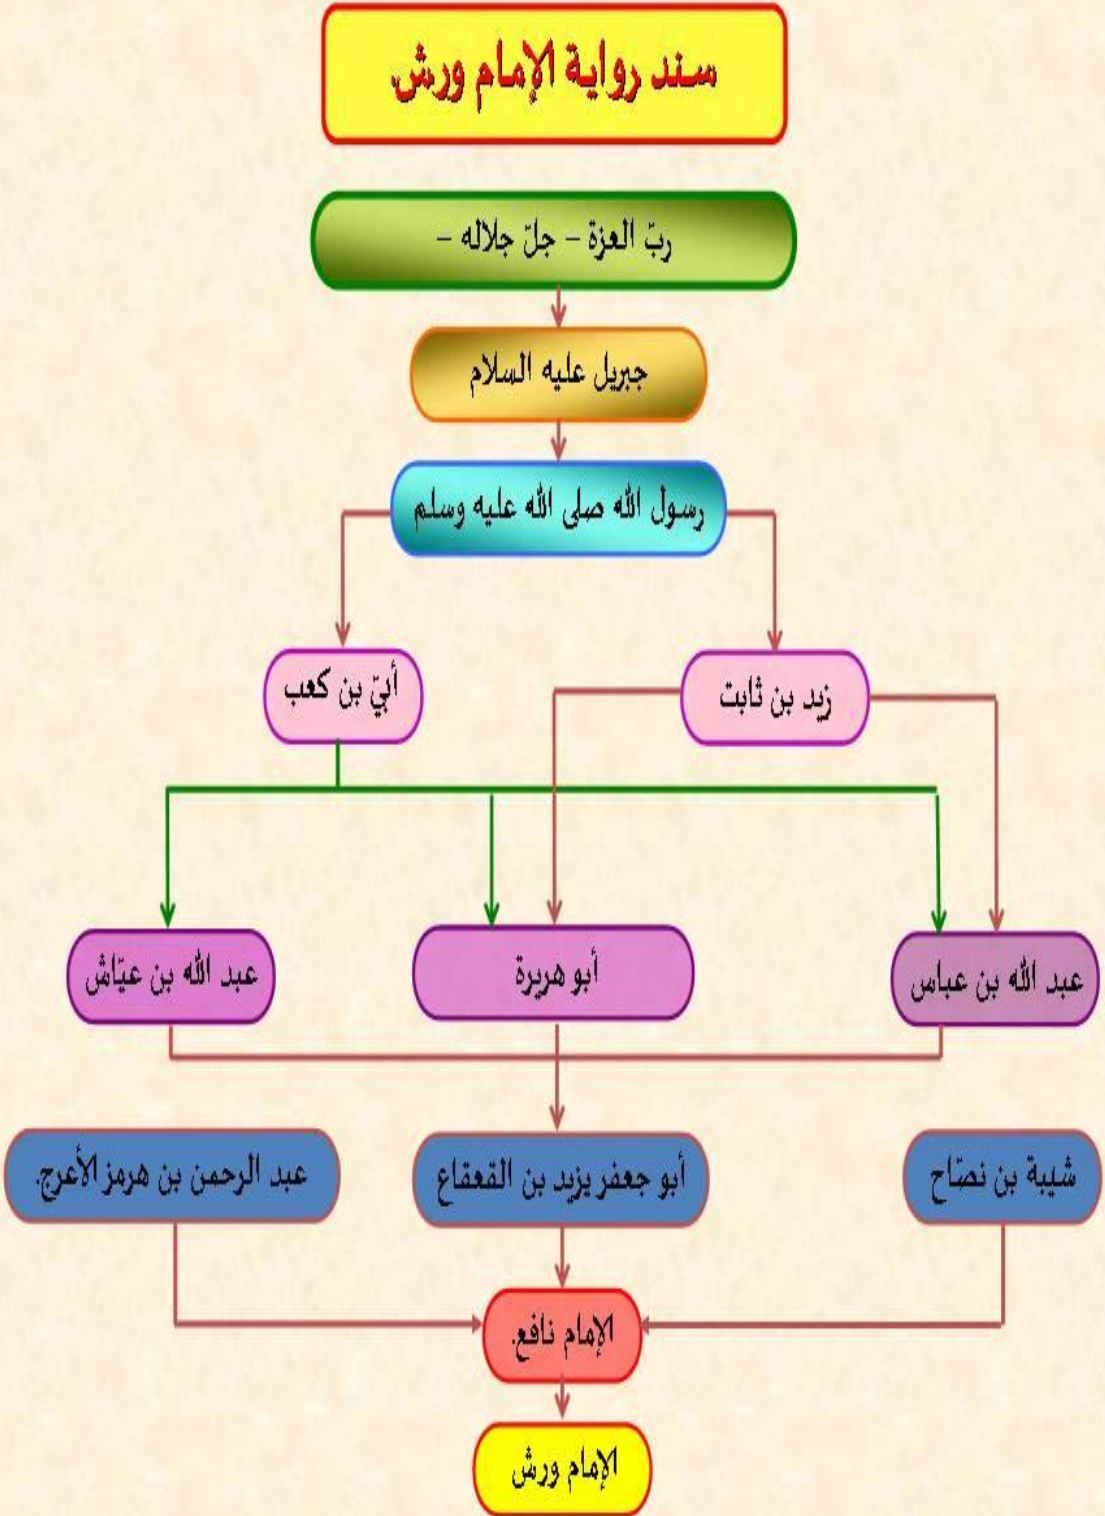 سند رواية الإمام ورش
ربّ العزة – جلّ جلاله –
جبريل عليه السلام
رسول الله صلى الله عليه وسلم
زيد بن ثابت
أبيّ بن كعب
عبد الله بن عباس
أبو هريرة
عبد الله بن عيّاش
شيبة بن نصّاح
أبو جعفر يزيد بن القعقاع
عبد الرحمن بن هرمز الأعرج.
الإمام نافع.
الإمام ورش